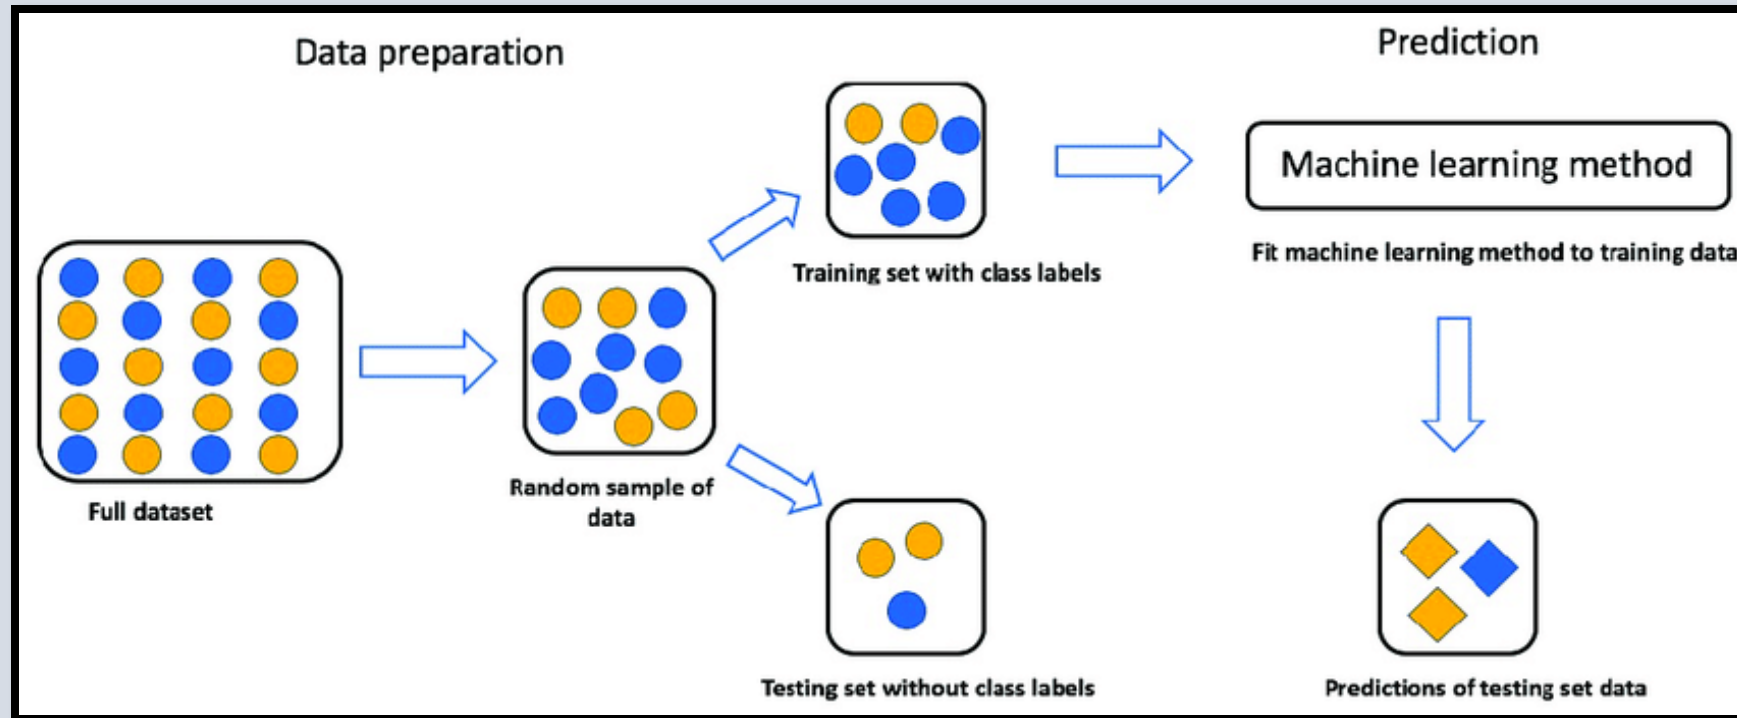 Data preparation
Prediction
Machine learning method
Fit machine learning method to training data
Training set with class labels
Full dataset
Random sample of
data
Testing set without class labels
Predictions of testing set data